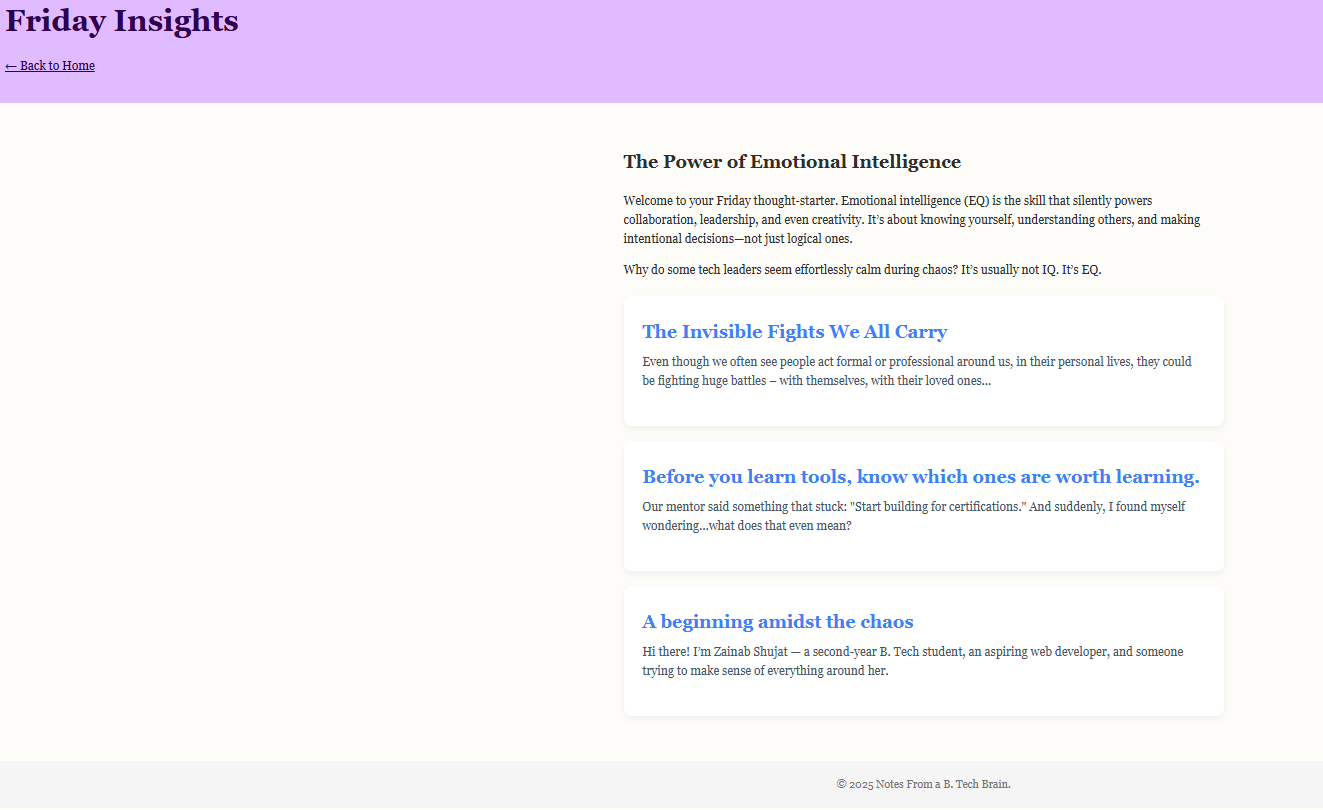 Friday Insights
← Back to Home
The Power of Emotional Intelligence
Welcome to your Friday thought-starter. Emotional intelligence (EQ) is the skill that silently powers
collaboration, leadership, and even creativity. It’s about knowing yourself, understanding others, and making
intentional decisions—not just logical ones.
Why do some tech leaders seem effortlessly calm during chaos? It’s usually not IQ. It’s EQ.
The Invisible Fights We All Carry
Even though we often see people act formal or professional around us, in their personal lives, they could
be fighting huge battles – with themselves, with their loved ones...
Before you learn tools, know which ones are worth learning.
Our mentor said something that stuck: "Start building for certifications." And suddenly, I found myself
wondering...what does that even mean?
A beginning amidst the chaos
Hi there! I’m Zainab Shujat — a second-year B. Tech student, an aspiring web developer, and someone
trying to make sense of everything around her.
© 2025 Notes From a B. Tech Brain.